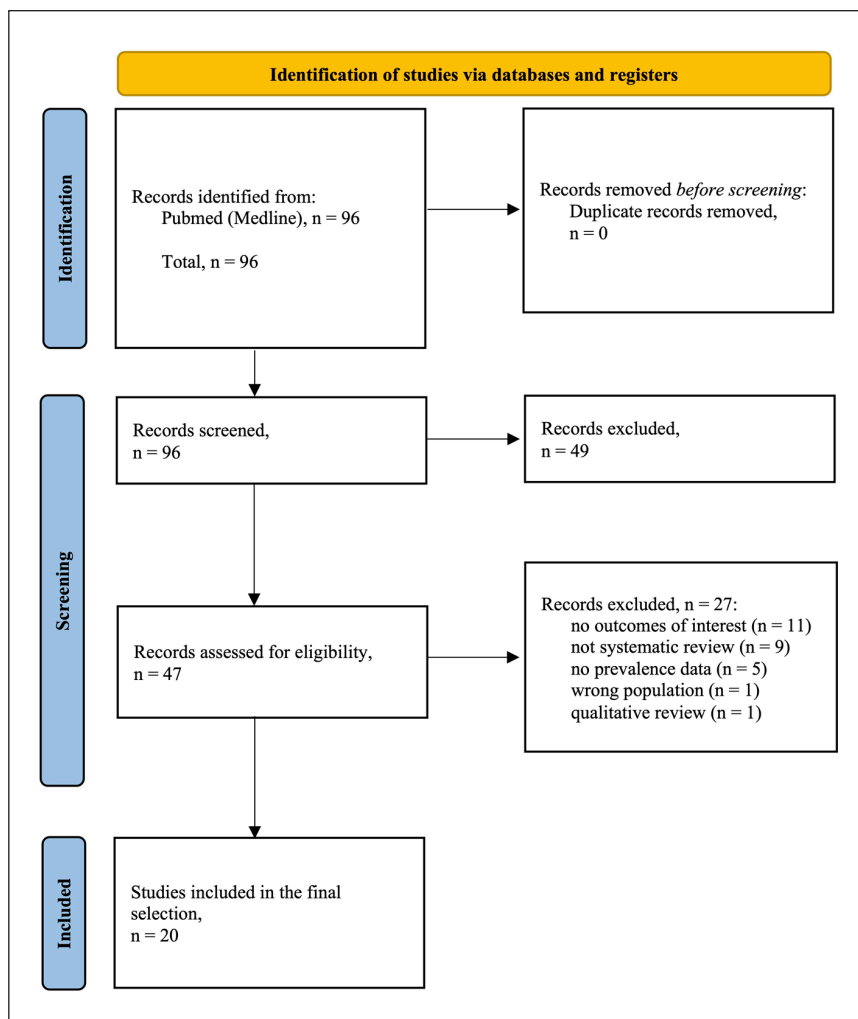 Identification of studies via databases and registers
Identification
Records identified from:
Pubmed (Medline), n = 96
Total, n = 96
Records removed before screening:
Duplicate records removed,
n = 0
Screening
Records screened,
n = 96
Records excluded,
n = 49
Records assessed for eligibility,
n = 47
Records excluded, n = 27:
no outcomes of interest (n = 11)
not systematic review (n = 9)
no prevalence data (n = 5)
wrong population (n = 1)
qualitative review (n = 1)
Included
Studies included in the final
selection,
n = 20